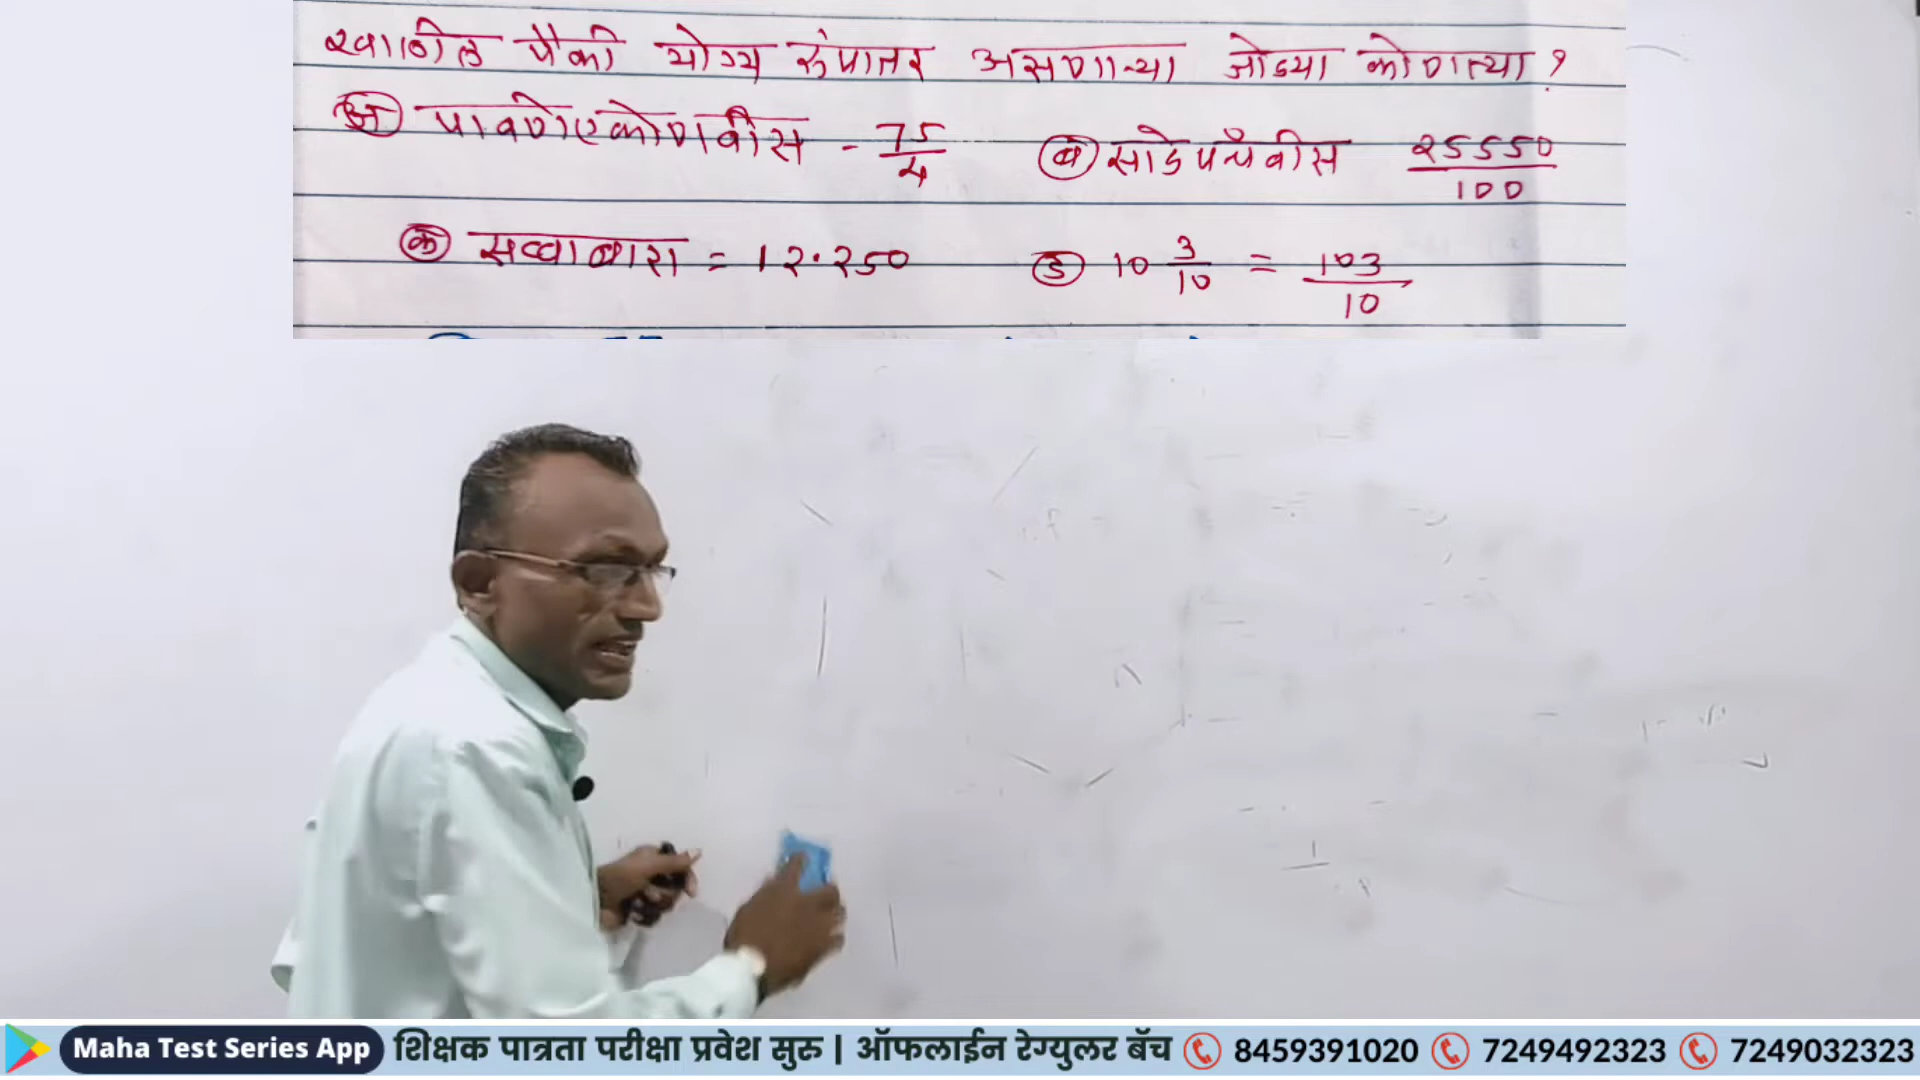 खालील पैकी योग्य रुंपातर असणाऱ्या जोड्या कोणत्या ?
अ पावणेएकोणवीस - 75/4 ब साडेपंचवीस 25550/100
क सव्वाबारा = 12.250 ड 10 3/10 = 103/10
Maha Test Series App शिक्षक पात्रता परीक्षा प्रवेश सुरु | ऑफलाईन रेग्युलर बॅच 8459391020 7249492323 7249032323